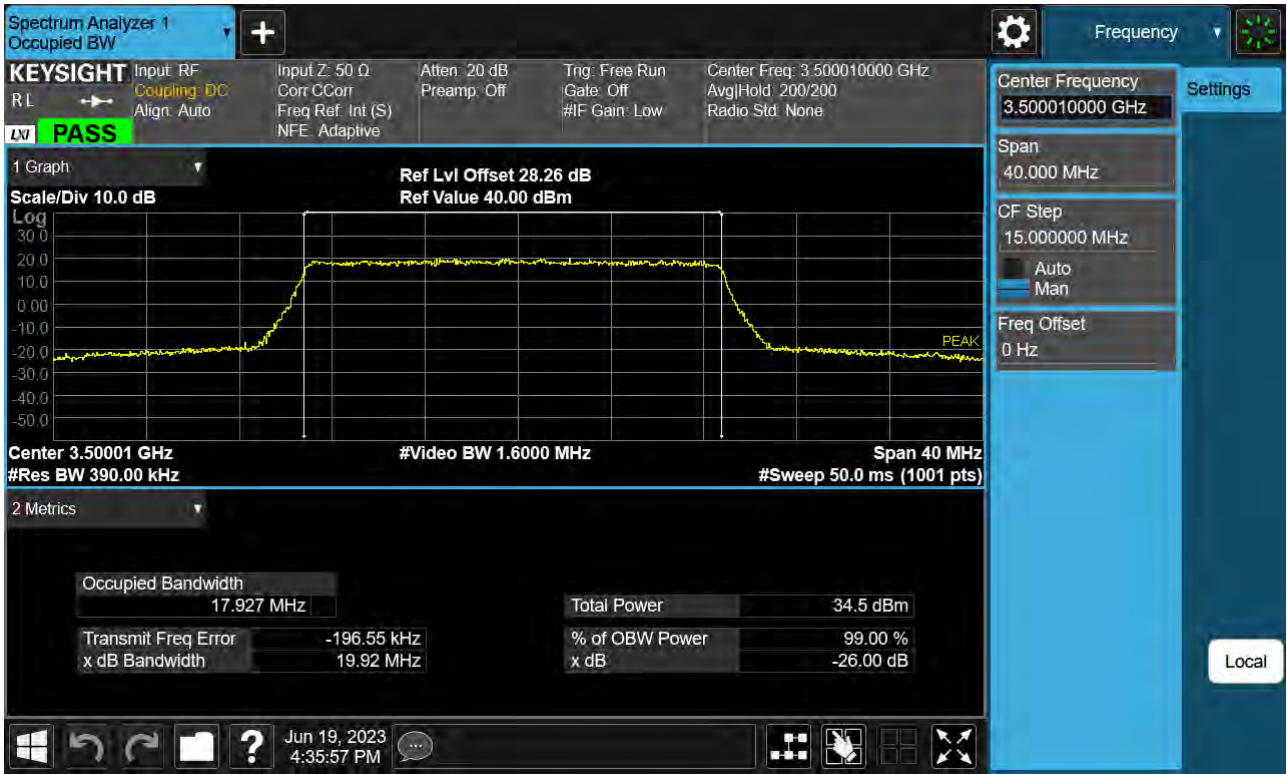 Spectrum Analyzer 1
Occupied BW
Frequency
KEYSIGHT
R L
LXI
PASS
Input: RF
Coupling: DC
Align: Auto
Input Z: 50 Ω
Corr CCorr
Freq Ref: Int (S)
NFE: Adaptive
Atten: 20 dB
Preamp: Off
Trig: Free Run
Gate: Off
#IF Gain: Low
Center Freq: 3.500010000 GHz
Avg|Hold: 200/200
Radio Std: None
Center Frequency
3.500010000 GHz
Settings
Span
40.000 MHz
CF Step
15.000000 MHz
Auto
Man
Freq Offset
0 Hz
Local
1 Graph
Scale/Div 10.0 dB
Ref Lvl Offset 28.26 dB
Ref Value 40.00 dBm
Log
30.0
20.0
10.0
0.00
-10.0
-20.0
-30.0
-40.0
-50.0
PEAK
Center 3.50001 GHz
#Video BW 1.6000 MHz
Span 40 MHz
#Res BW 390.00 kHz
#Sweep 50.0 ms (1001 pts)
2 Metrics
Occupied Bandwidth
17.927 MHz
Total Power 34.5 dBm
Transmit Freq Error -196.55 kHz
% of OBW Power 99.00 %
x dB Bandwidth 19.92 MHz
x dB -26.00 dB
?
Jun 19, 2023
4:35:57 PM